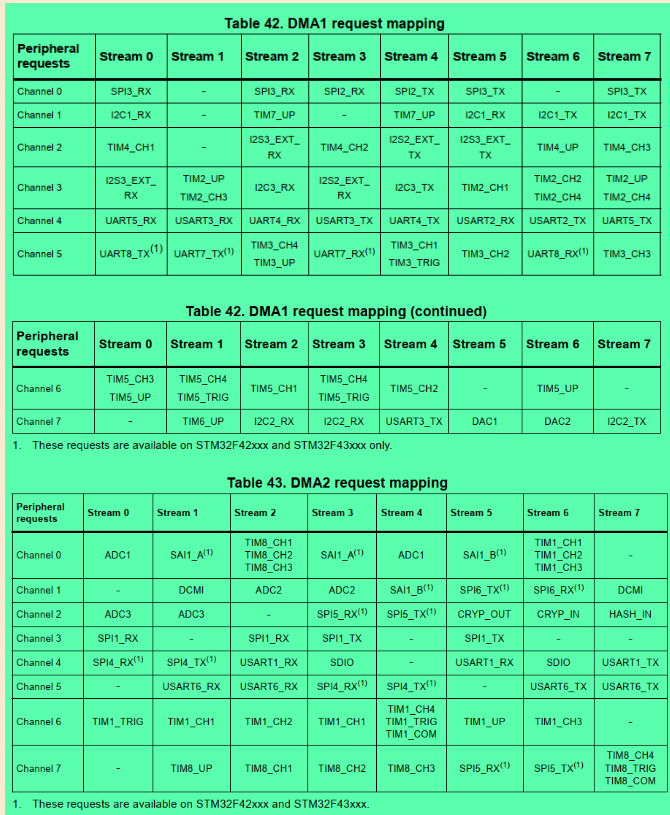 Table 42. DMA1 request mapping
Peripheral requests Stream 0 Stream 1 Stream 2 Stream 3 Stream 4 Stream 5 Stream 6 Stream 7
Channel 0 SPI3_RX - SPI3_RX SPI2_RX SPI2_TX SPI3_TX - SPI3_TX
Channel 1 I2C1_RX - TIM7_UP - TIM7_UP I2C1_RX I2C1_TX I2C1_TX
Channel 2 TIM4_CH1 - I2S3_EXT_RX TIM4_CH2 I2S2_EXT_TX I2S3_EXT_TX TIM4_UP TIM4_CH3
Channel 3 I2S3_EXT_RX TIM2_UP TIM2_CH3 I2C3_RX I2S2_EXT_RX I2C3_TX TIM2_CH1 TIM2_CH2 TIM2_CH4 TIM2_UP TIM2_CH4
Channel 4 UART5_RX USART3_RX UART4_RX USART3_TX UART4_TX USART2_RX USART2_TX UART5_TX
Channel 5 UART8_TX(1) UART7_TX(1) TIM3_CH4 TIM3_UP UART7_RX(1) TIM3_CH1 TIM3_TRIG TIM3_CH2 UART8_RX(1) TIM3_CH3
Table 42. DMA1 request mapping (continued)
Peripheral requests Stream 0 Stream 1 Stream 2 Stream 3 Stream 4 Stream 5 Stream 6 Stream 7
Channel 6 TIM5_CH3 TIM5_UP TIM5_CH4 TIM5_TRIG TIM5_CH1 TIM5_CH4 TIM5_TRIG TIM5_CH2 - TIM5_UP -
Channel 7 - TIM6_UP I2C2_RX I2C2_RX USART3_TX DAC1 DAC2 I2C2_TX
1. These requests are available on STM32F42xxx and STM32F43xxx only.
Table 43. DMA2 request mapping
Peripheral requests Stream 0 Stream 1 Stream 2 Stream 3 Stream 4 Stream 5 Stream 6 Stream 7
Channel 0 ADC1 SAI1_A(1) TIM8_CH1 TIM8_CH2 TIM8_CH3 SAI1_A(1) ADC1 SAI1_B(1) TIM1_CH1 TIM1_CH2 TIM1_CH3 -
Channel 1 - DCMI ADC2 ADC2 SAI1_B(1) SPI6_TX(1) SPI6_RX(1) DCMI
Channel 2 ADC3 ADC3 - SPI5_RX(1) SPI5_TX(1) CRYP_OUT CRYP_IN HASH_IN
Channel 3 SPI1_RX - SPI1_RX SPI1_TX - SPI1_TX - -
Channel 4 SPI4_RX(1) SPI4_TX(1) USART1_RX SDIO - USART1_RX SDIO USART1_TX
Channel 5 - USART6_RX USART6_RX SPI4_RX(1) SPI4_TX(1) - USART6_TX USART6_TX
Channel 6 TIM1_TRIG TIM1_CH1 TIM1_CH2 TIM1_CH1 TIM1_CH4 TIM1_TRIG TIM1_COM TIM1_UP TIM1_CH3 -
Channel 7 - TIM8_UP TIM8_CH1 TIM8_CH2 TIM8_CH3 SPI5_RX(1) SPI5_TX(1) TIM8_CH4 TIM8_TRIG TIM8_COM
1. These requests are available on STM32F42xxx and STM32F43xxx.